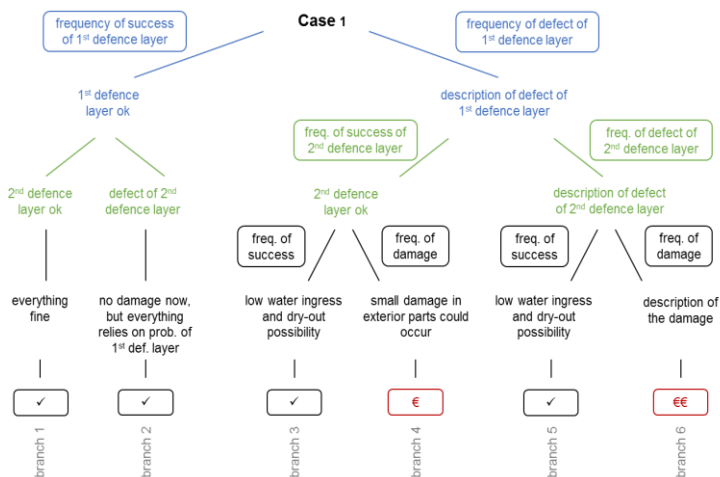 Case 1
frequency of success
of 1st defence layer
frequency of defect of
1st defence layer
1st defence
layer ok
description of defect of
1st defence layer
freq. of success of
2nd defence layer
freq. of defect of
2nd defence layer
2nd defence
layer ok
defect of 2nd
defence layer
2nd defence
layer ok
description of defect
of 2nd defence layer
freq. of
success
freq. of
damage
freq. of
success
freq. of
damage
everything
fine
no damage now,
but everything
relies on prob. of
1st def. layer
low water ingress
and dry-out
possibility
small damage in
exterior parts could
occur
low water ingress
and dry-out
possibility
description of
the damage
✓
✓
✓
€
✓
€€
branch 1
branch 2
branch 3
branch 4
branch 5
branch 6